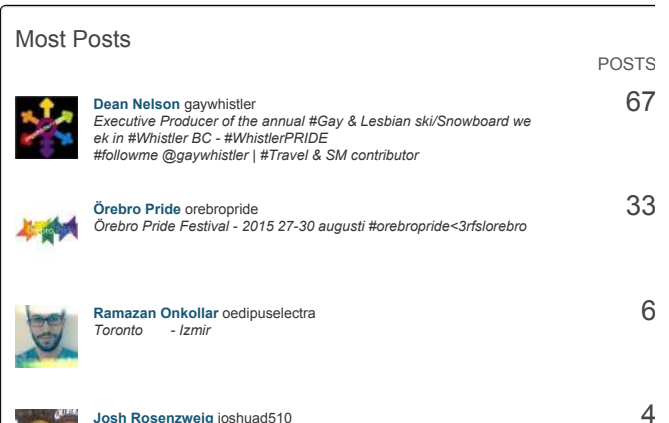 Most Posts
POSTS
Dean Nelson gaywhistler 67
Executive Producer of the annual #Gay & Lesbian ski/Snowboard we
ek in #Whistler BC - #WhistlerPRIDE
#followme @gaywhistler | #Travel & SM contributor
Örebro Pride
Örebro Pride orebropride 33
Örebro Pride Festival - 2015 27-30 augusti #orebropride<3rfslorebro
Ramazan Onkollar oedipuselectra 6
Toronto - Izmir
Josh Rosenzweig joshuad510 4